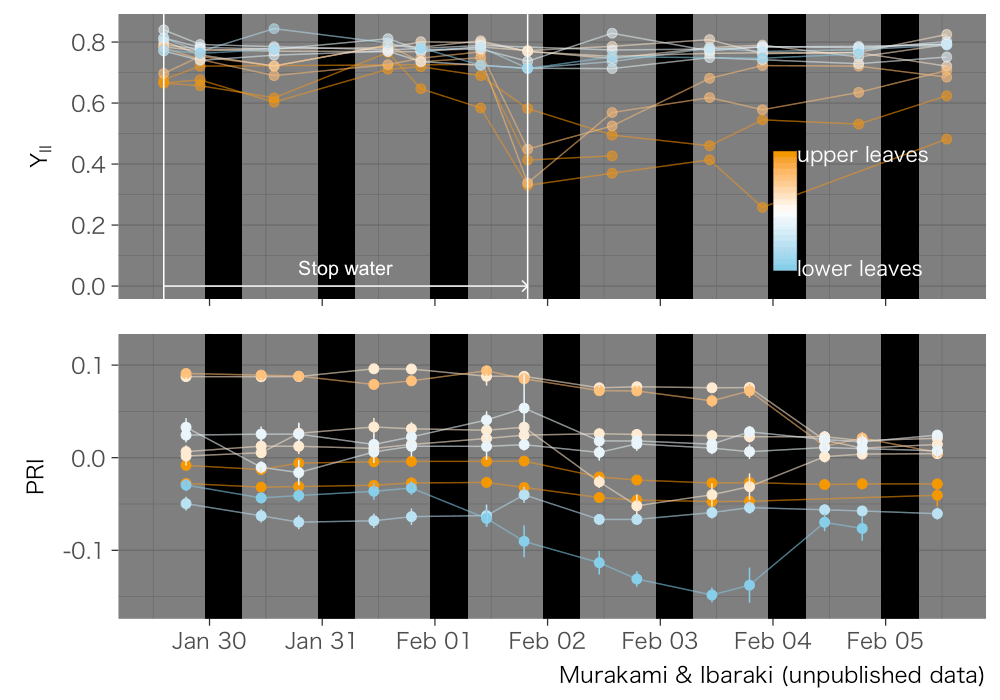 0.8
0.6
0.4
0.2
0.0
YII
Stop water
upper leaves
lower leaves
0.1
0.0
-0.1
PRI
Jan 30
Jan 31
Feb 01
Feb 02
Feb 03
Feb 04
Feb 05
Murakami & Ibaraki (unpublished data)